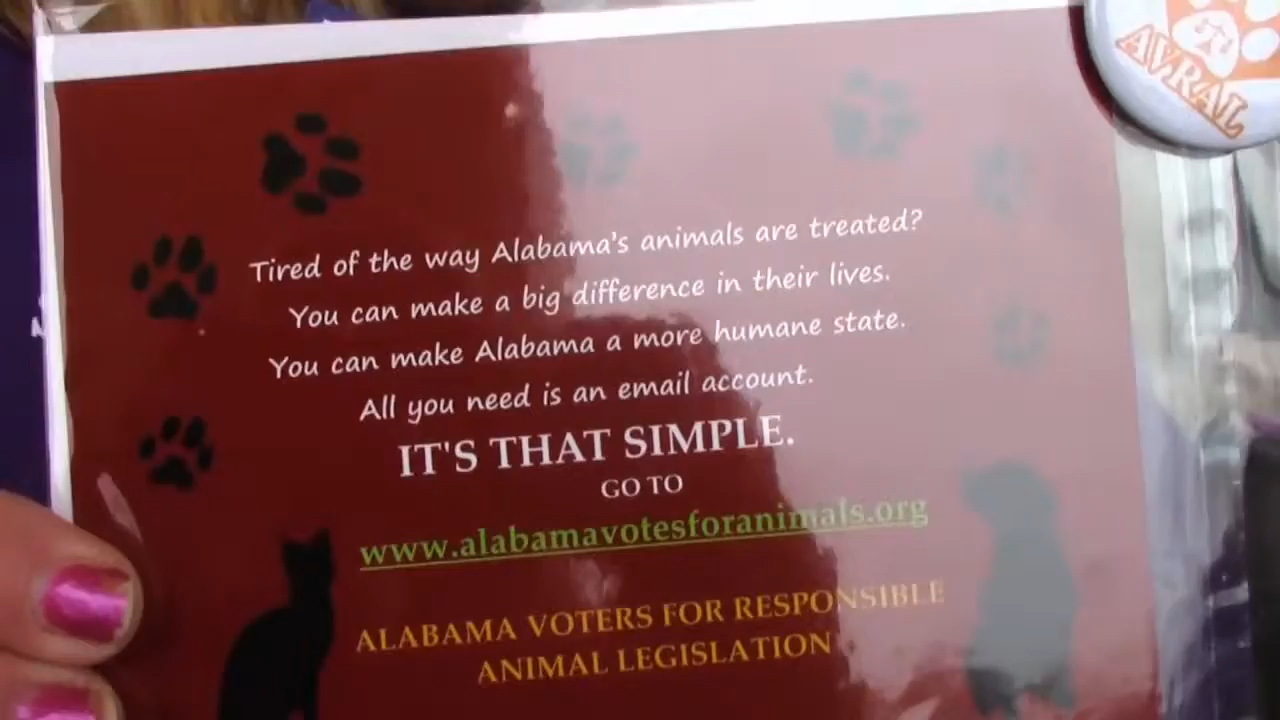 AVRAL
Tired of the way Alabama's animals are treated?
You can make a big difference in their lives.
You can make Alabama a more humane state.
All you need is an email account.
IT'S THAT SIMPLE.
GO TO
www.alabamavotesforanimals.org
ALABAMA VOTERS FOR RESPONSIBLE
ANIMAL LEGISLATION